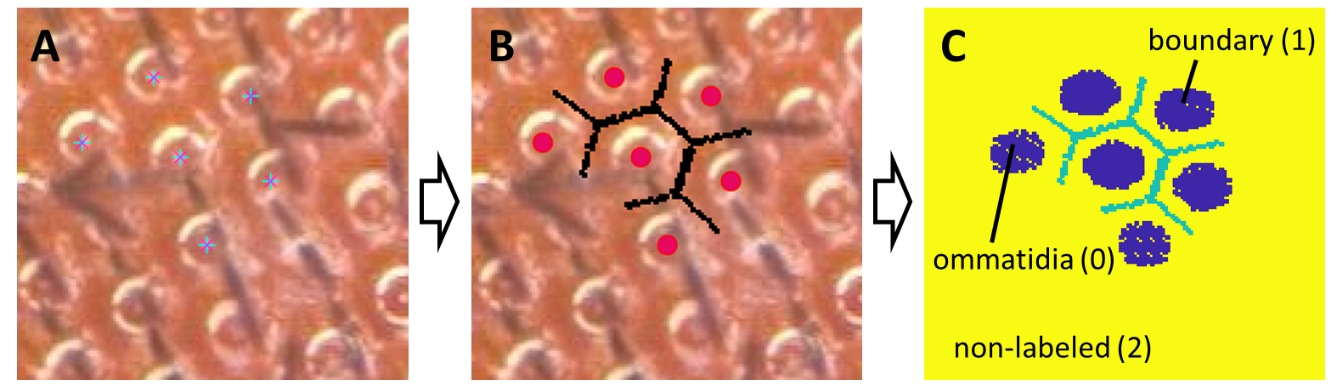 A
B
C
boundary (1)
ommatidia (0)
non-labeled (2)